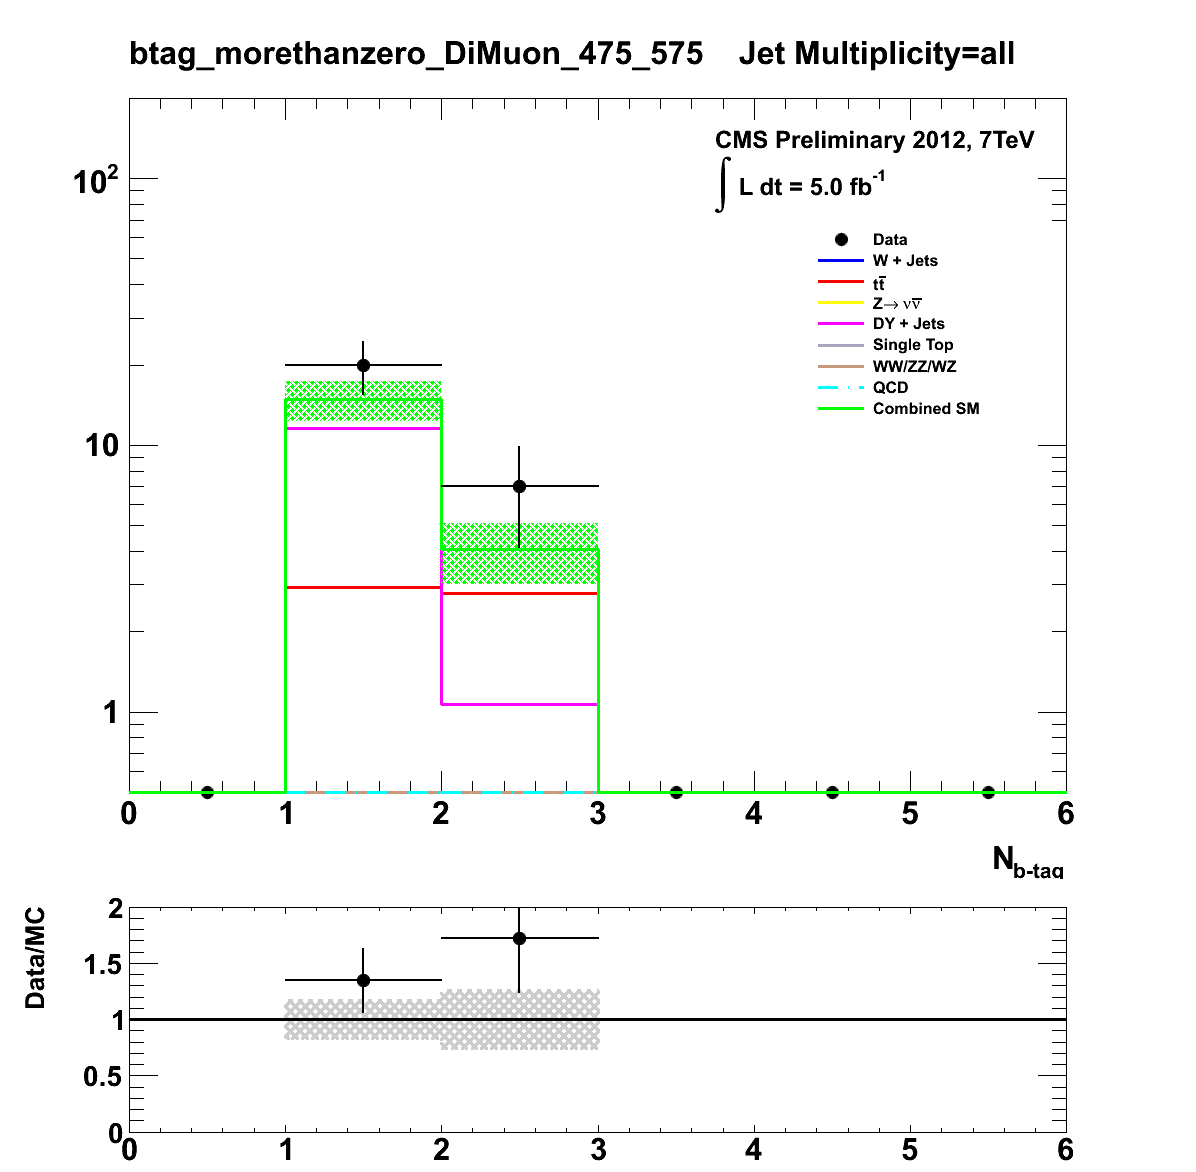 btag_morethanzero_DiMuon_475_575 Jet Multiplicity=all
CMS Preliminary 2012, 7TeV
∫ L dt = 5.0 fb⁻¹
Data
W + Jets
tt̅
Z→ νν̅
DY + Jets
Single Top
WW/ZZ/WZ
QCD
Combined SM
10²
10
1
0 1 2 3 4 5 6
N_b-tag
Data/MC
2
1.5
1
0.5
0
0 1 2 3 4 5 6